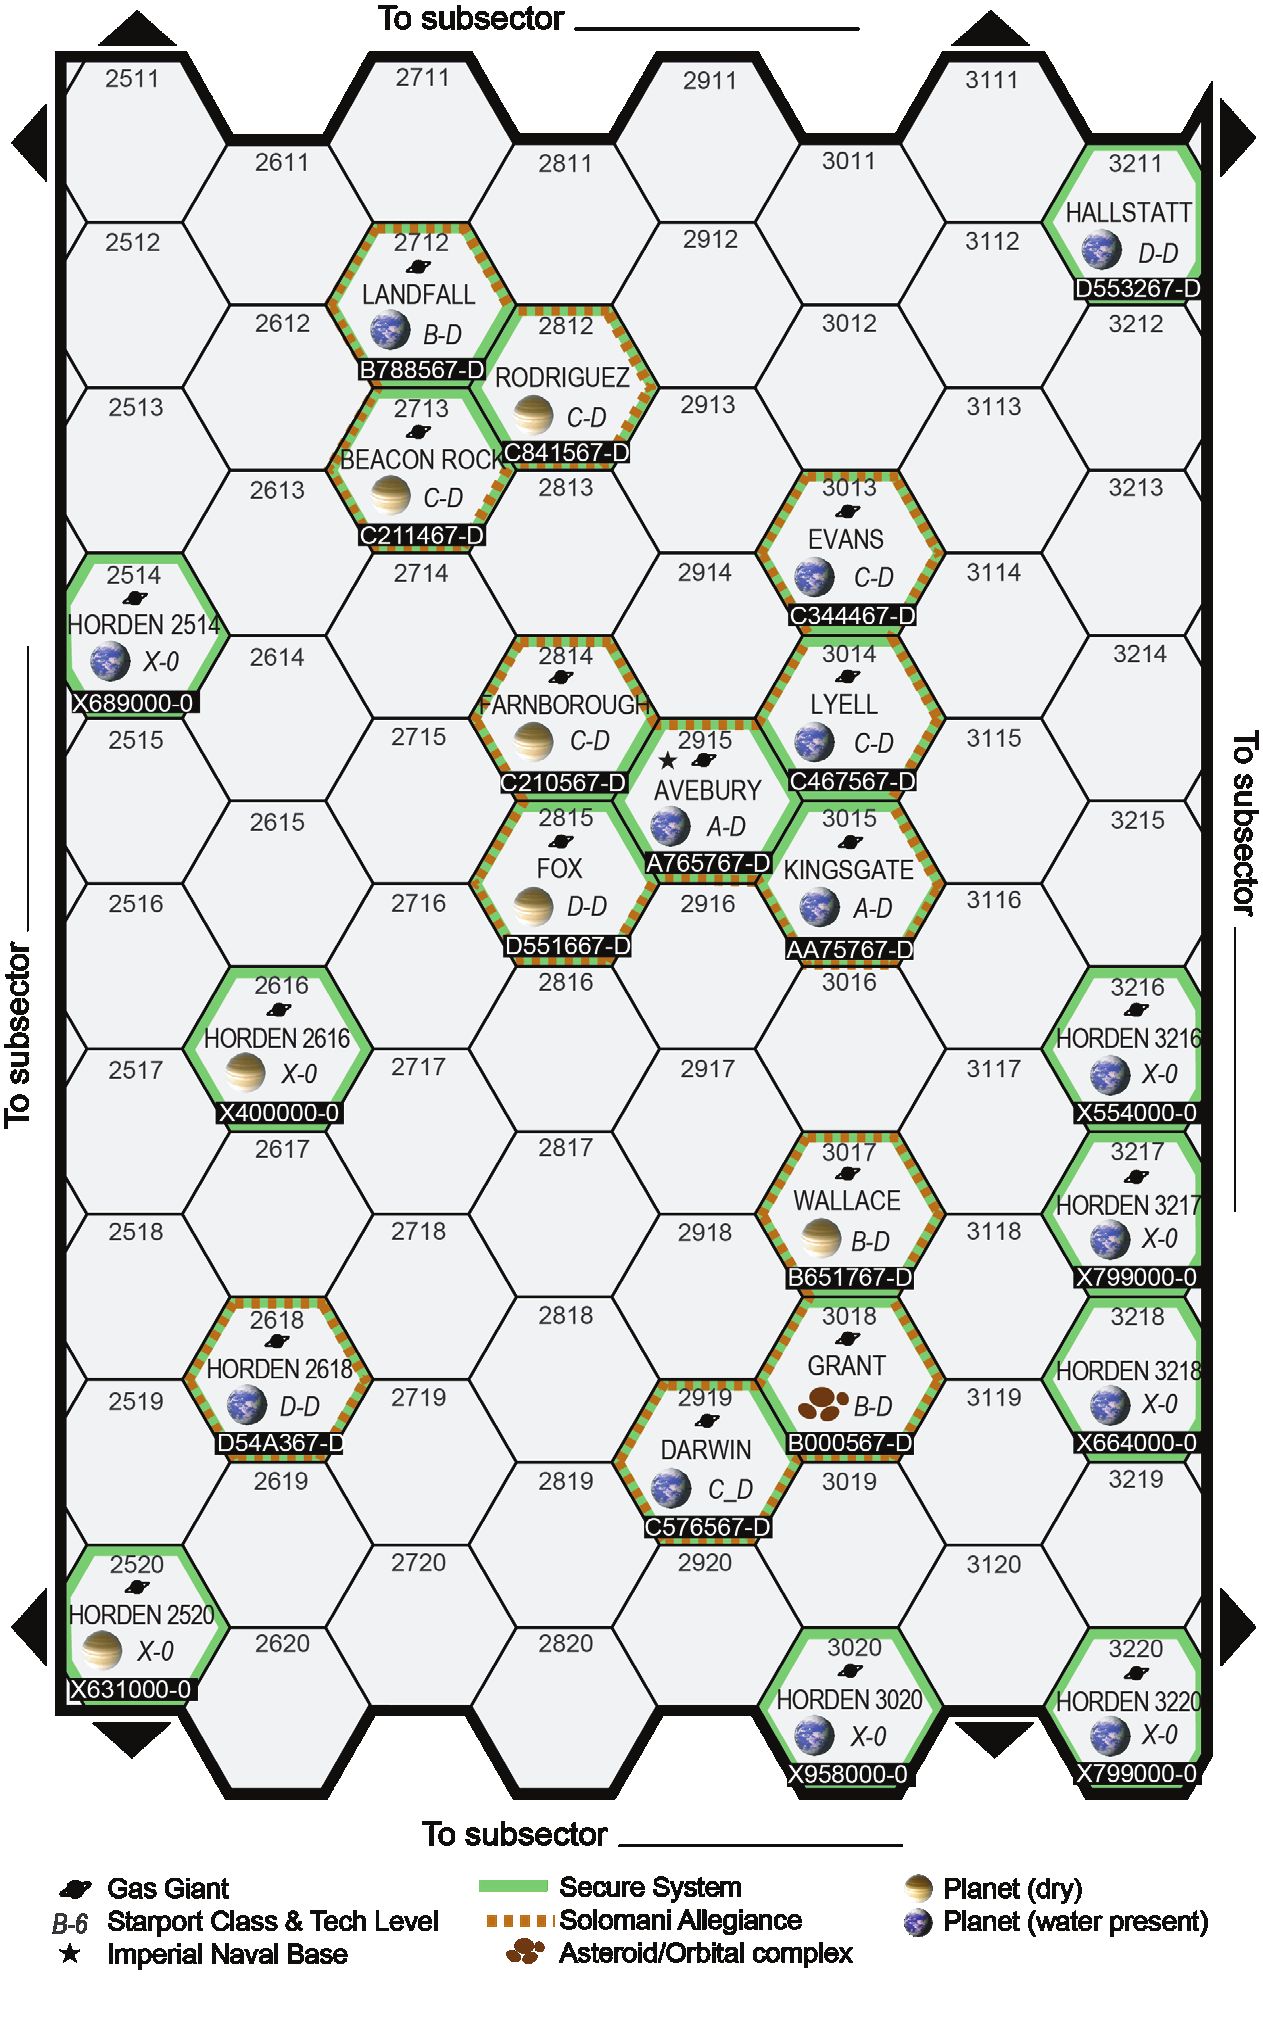 To subsector
2511 2711 2911 3111
2611 2811 3011 3211
HALLSTATT
D-D
D553267-D
2512 2712 2912 3112
LANDFALL
B-D
B788567-D
2612 2812 3012 3212
RODRIGUEZ
C-D
C841567-D
2513 2713 2913 3113
BEACON ROCK
C-D
C211467-D
2613 2813 3013 3213
EVANS
C-D
C344467-D
2514 2714 2914 3114
HORDEN 2514
X-0
X689000-0
2614 2814 3014 3214
FARNBOROUGH LYELL
C-D C-D
C210567-D C467567-D
2515 2715 2915 3115
AVEBURY
A-D
A765767-D
2615 2815 3015 3215
FOX KINGSGATE
D-D A-D
D551667-D AA75767-D
2516 2716 2916 3116
2616 2816 3016 3216
HORDEN 2616 HORDEN 3216
X-0 X-0
X400000-0 X554000-0
2517 2717 2917 3117
2617 2817 3017 3217
WALLACE HORDEN 3217
B-D X-0
B651767-D X799000-0
2518 2718 2918 3118
2618 2818 3018 3218
HORDEN 2618 GRANT HORDEN 3218
D-D B-D X-0
D54A367-D B000567-D X664000-0
2519 2719 2919 3119
DARWIN
C_D
C576567-D
2619 2819 3019 3219
2520 2720 2920 3120
HORDEN 2520
X-0
X631000-0
2620 2820 3020 3220
HORDEN 3020 HORDEN 3220
X-0 X-0
X958000-0 X799000-0
To subsector
To subsector
To subsector
Gas Giant
B-6 Starport Class & Tech Level
Imperial Naval Base
Secure System
Solomani Allegiance
Asteroid/Orbital complex
Planet (dry)
Planet (water present)